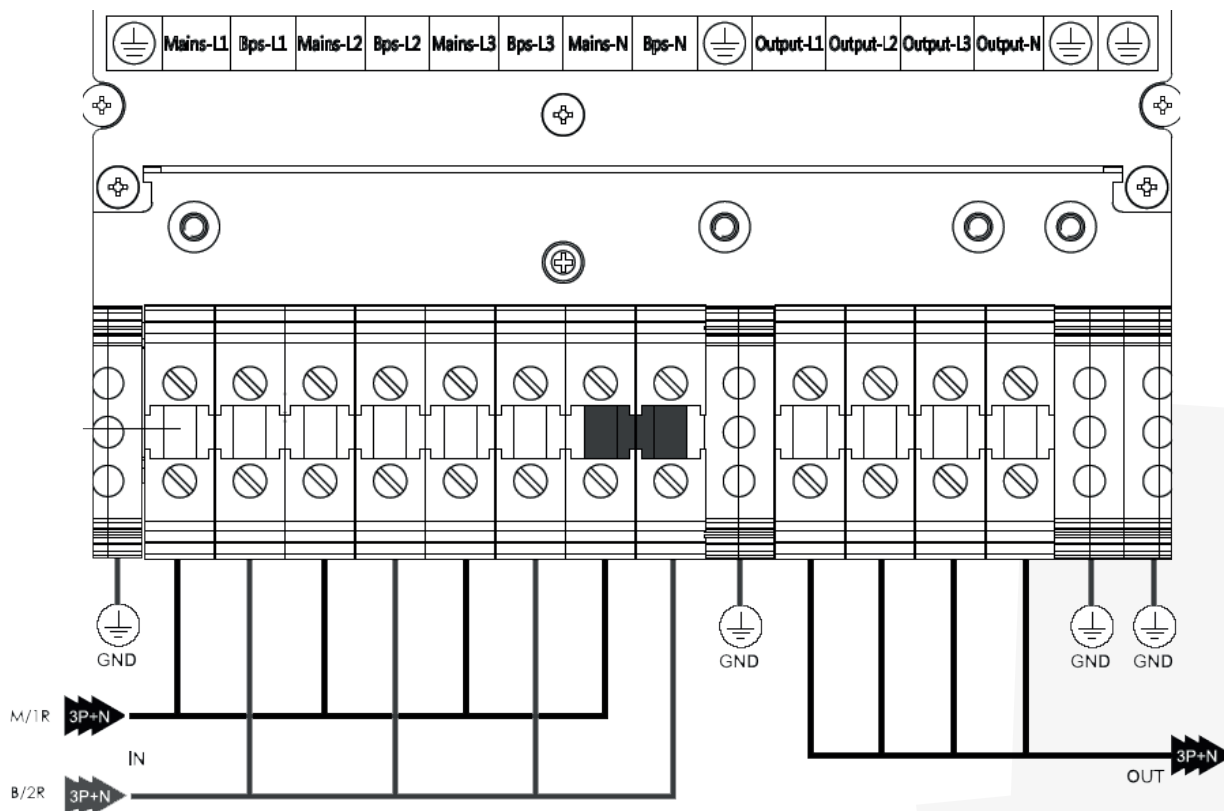 Mains-L1 Bps-L1 Mains-L2 Bps-L2 Mains-L3 Bps-L3 Mains-N Bps-N Output-L1 Output-L2 Output-L3 Output-N
GND GND GND GND
M/1R 3P+N
IN
3P+N
OUT
B/2R 3P+N